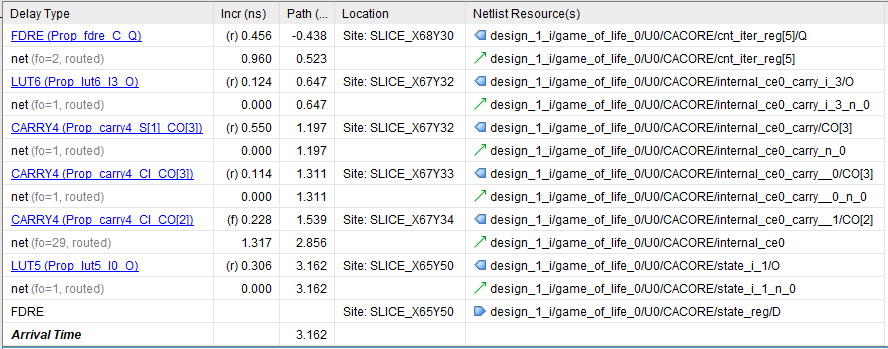 Delay Type Incr (ns) Path (... Location Netlist Resource(s)
FDRE (Prop_fdre_C_Q) (r) 0.456 -0.438 Site: SLICE_X68Y30 design_1_i/game_of_life_0/U0/CACORE/cnt_iter_reg[5]/Q
net (fo=2, routed) 0.960 0.523 design_1_i/game_of_life_0/U0/CACORE/cnt_iter_reg[5]
LUT6 (Prop_lut6_I3_O) (r) 0.124 0.647 Site: SLICE_X67Y32 design_1_i/game_of_life_0/U0/CACORE/internal_ce0_carry_i_3/O
net (fo=1, routed) 0.000 0.647 design_1_i/game_of_life_0/U0/CACORE/internal_ce0_carry_i_3_n_0
CARRY4 (Prop_carry4_S[1]_CO[3]) (r) 0.550 1.197 Site: SLICE_X67Y32 design_1_i/game_of_life_0/U0/CACORE/internal_ce0_carry/CO[3]
net (fo=1, routed) 0.000 1.197 design_1_i/game_of_life_0/U0/CACORE/internal_ce0_carry_n_0
CARRY4 (Prop_carry4_CI_CO[3]) (r) 0.114 1.311 Site: SLICE_X67Y33 design_1_i/game_of_life_0/U0/CACORE/internal_ce0_carry__0/CO[3]
net (fo=1, routed) 0.000 1.311 design_1_i/game_of_life_0/U0/CACORE/internal_ce0_carry__0_n_0
CARRY4 (Prop_carry4_CI_CO[2]) (f) 0.228 1.539 Site: SLICE_X67Y34 design_1_i/game_of_life_0/U0/CACORE/internal_ce0_carry__1/CO[2]
net (fo=29, routed) 1.317 2.856 design_1_i/game_of_life_0/U0/CACORE/internal_ce0
LUT5 (Prop_lut5_I0_O) (r) 0.306 3.162 Site: SLICE_X65Y50 design_1_i/game_of_life_0/U0/CACORE/state_i_1/O
net (fo=1, routed) 0.000 3.162 design_1_i/game_of_life_0/U0/CACORE/state_i_1_n_0
FDRE Site: SLICE_X65Y50 design_1_i/game_of_life_0/U0/CACORE/state_reg/D
Arrival Time 3.162